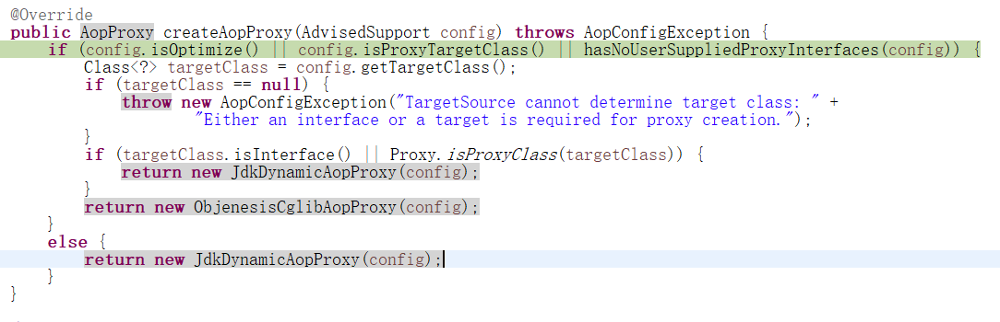 @Override
public AopProxy createAopProxy(AdvisedSupport config) throws AopConfigException {
if (config.isOptimize() || config.isProxyTargetClass() || hasNoUserSuppliedProxyInterfaces(config)) {
Class<?> targetClass = config.getTargetClass();
if (targetClass == null) {
throw new AopConfigException("TargetSource cannot determine target class: " +
"Either an interface or a target is required for proxy creation.");
}
if (targetClass.isInterface() || Proxy.isProxyClass(targetClass)) {
return new JdkDynamicAopProxy(config);
}
return new ObjenesisCglibAopProxy(config);
}
else {
return new JdkDynamicAopProxy(config);
}
}